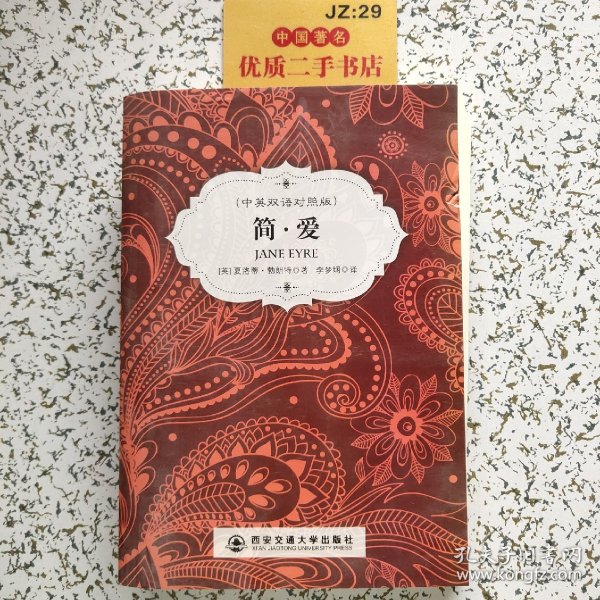 JZ:29
中国著名
优质二手书店
(中英双语对照版)
简·爱
JANE EYRE
[英]夏洛蒂·勃朗特◎著 李梦娴◎译
西安交通大学出版社
XI'AN JIAOTONG UNIVERSITY PRESS
孔夫子旧书网
www.kongfz.com